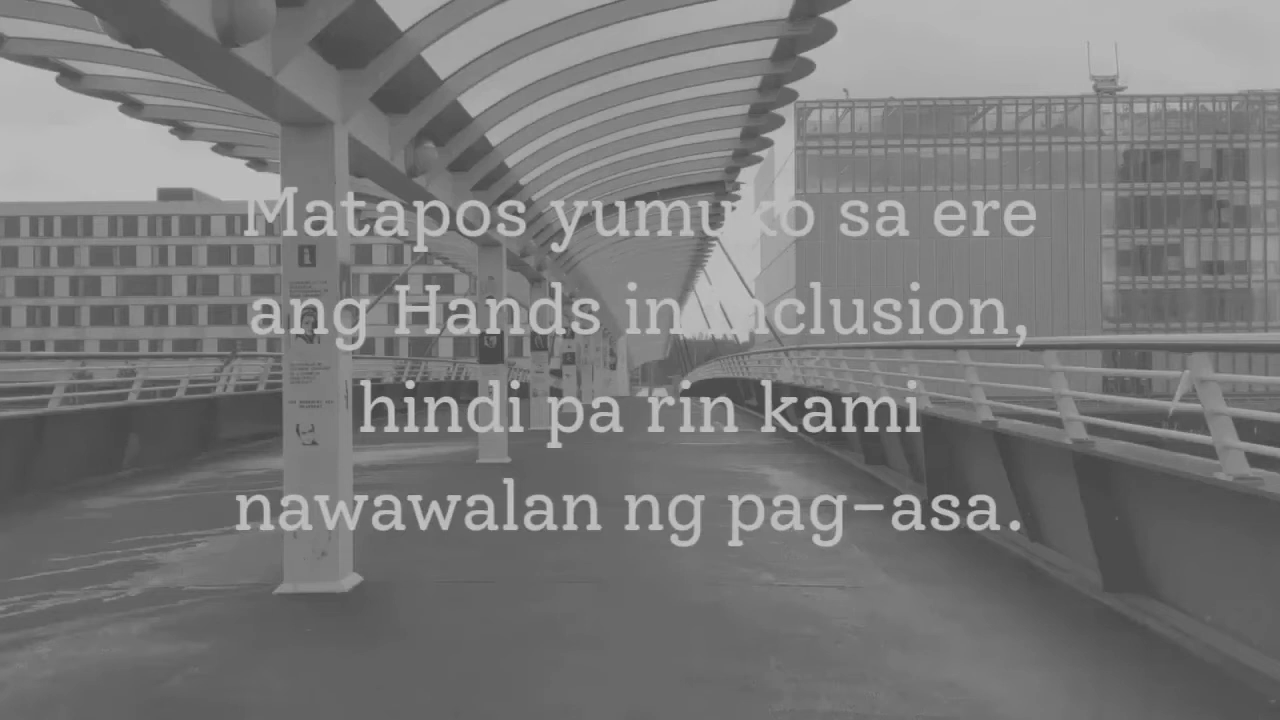 Matapos yumuko sa ere
ang Hands in Inclusion,
hindi pa rin kami
nawawalan ng pag-asa.